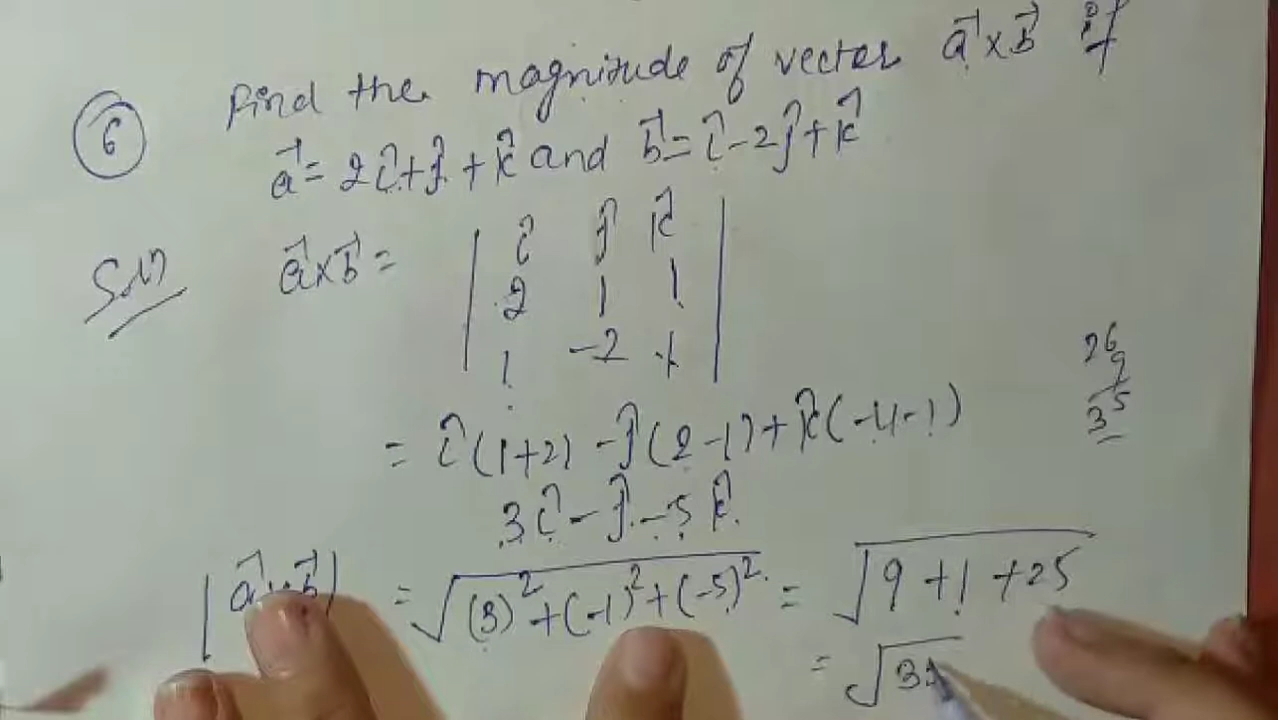 6 Find the magnitude of vector a⃗×b⃗ if
a⃗ = 2î+ĵ+k̂ and b⃗ = î-2ĵ+k̂
Soln a⃗×b⃗ = | î ĵ k̂ |
2 1 1
1 -2 1
= î(1+2) -ĵ(2-1)+k̂(-4-1)
26
9
35
3î-ĵ-5k̂
|a⃗×b⃗| = √(3)²+(-1)²+(-5)² = √9+1+25
= √3